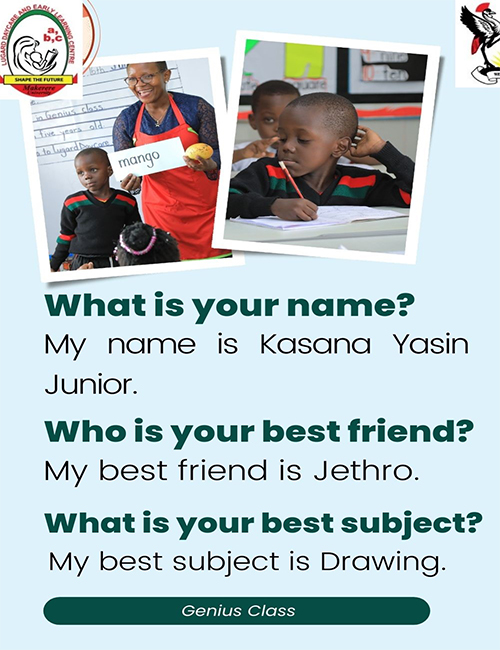 LUGARD DAYCARE AND EARLY LEARNING CENTRE
a,
b,c
SHAPE THE FUTURE
Makerere
in Genius class
five years old
to Lugard Daycare
mango
What is your name?
My name is Kasana Yasin
Junior.
Who is your best friend?
My best friend is Jethro.
What is your best subject?
My best subject is Drawing.
Genius Class